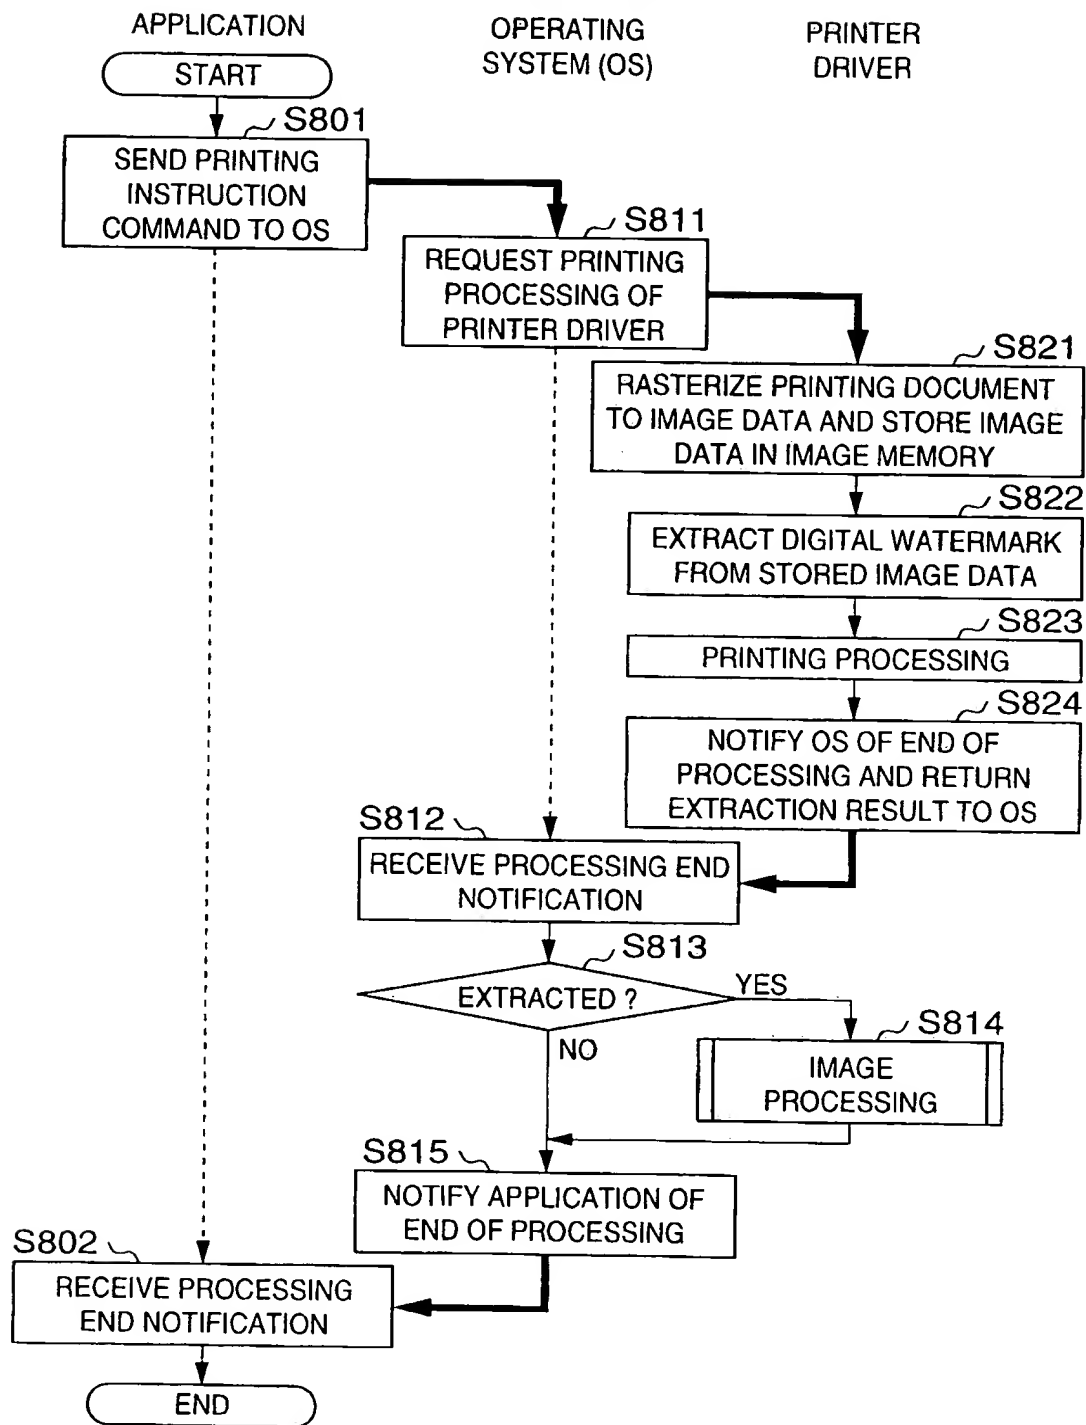 APPLICATION
OPERATING
SYSTEM (OS)
PRINTER
DRIVER
START
S801
SEND PRINTING
INSTRUCTION
COMMAND TO OS
S811
REQUEST PRINTING
PROCESSING OF
PRINTER DRIVER
S821
RASTERIZE PRINTING DOCUMENT
TO IMAGE DATA AND STORE IMAGE
DATA IN IMAGE MEMORY
S822
EXTRACT DIGITAL WATERMARK
FROM STORED IMAGE DATA
S823
PRINTING PROCESSING
S824
NOTIFY OS OF END OF
PROCESSING AND RETURN
EXTRACTION RESULT TO OS
S812
RECEIVE PROCESSING END
NOTIFICATION
S813
EXTRACTED ?
YES
NO
S814
IMAGE
PROCESSING
S815
NOTIFY APPLICATION OF
END OF PROCESSING
S802
RECEIVE PROCESSING
END NOTIFICATION
END